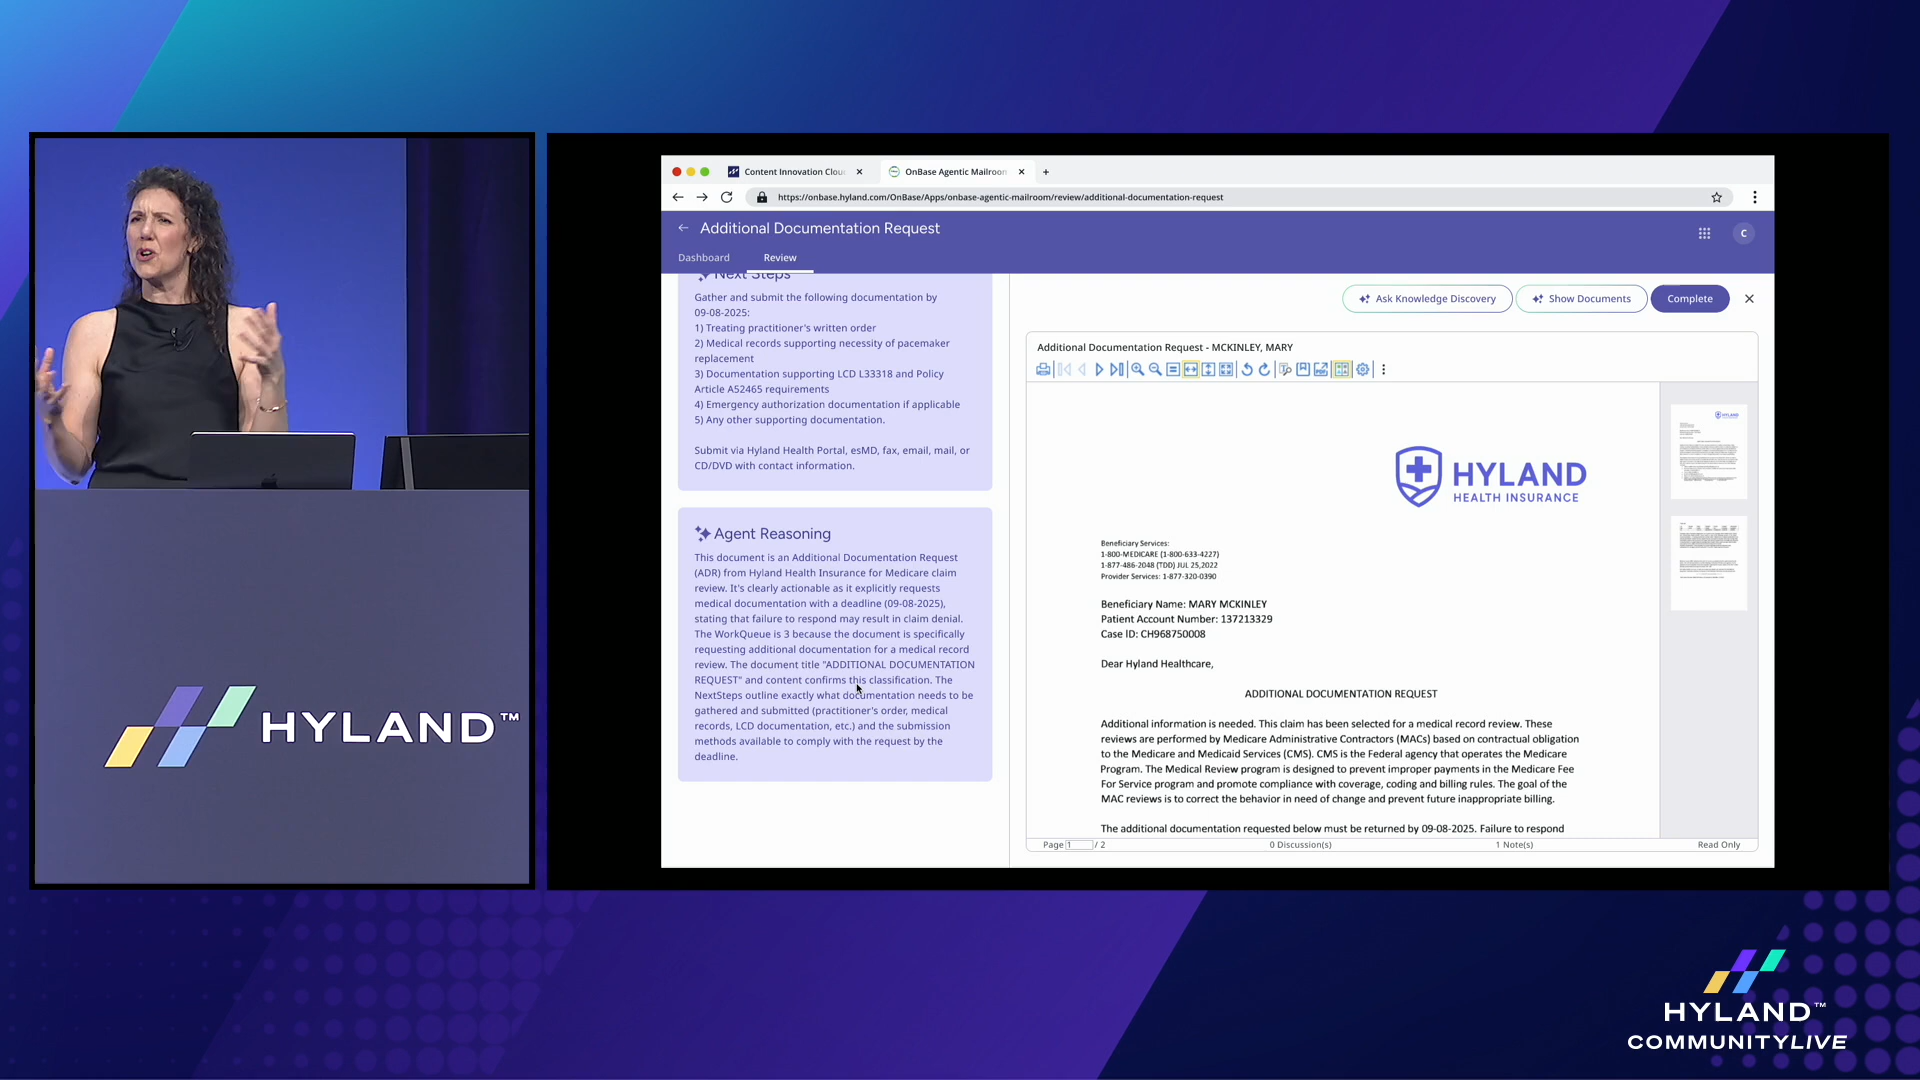 Content Innovation Clou
OnBase Agentic Mailroom
https://onbase.hyland.com/OnBase/Apps/onbase-agentic-mailroom/review/additional-documentation-request
Additional Documentation Request
C
Dashboard
Review
Next Steps
Gather and submit the following documentation by
09-08-2025:
1) Treating practitioner's written order
2) Medical records supporting necessity of pacemaker
replacement
3) Documentation supporting LCD L33318 and Policy
Article A52465 requirements
4) Emergency authorization documentation if applicable
5) Any other supporting documentation.
Submit via Hyland Health Portal, esMD, fax, email, mail, or
CD/DVD with contact information.
Agent Reasoning
This document is an Additional Documentation Request
(ADR) from Hyland Health Insurance for Medicare claim
review. It's clearly actionable as it explicitly requests
medical documentation with a deadline (09-08-2025),
stating that failure to respond may result in claim denial.
The WorkQueue is 3 because the document is specifically
requesting additional documentation for a medical record
review. The document title "ADDITIONAL DOCUMENTATION
REQUEST" and content confirms this classification. The
NextSteps outline exactly what documentation needs to be
gathered and submitted (practitioner's order, medical
records, LCD documentation, etc.) and the submission
methods available to comply with the request by the
deadline.
Ask Knowledge Discovery
Show Documents
Complete
Additional Documentation Request - MCKINLEY, MARY
HYLAND
HEALTH INSURANCE
Beneficiary Services:
1-800-MEDICARE (1-800-633-4227)
1-877-486-2048 (TDD) JUL 25,2022
Provider Services: 1-877-320-0390
Beneficiary Name: MARY MCKINLEY
Patient Account Number: 137213329
Case ID: CH968750008
Dear Hyland Healthcare,
ADDITIONAL DOCUMENTATION REQUEST
Additional information is needed. This claim has been selected for a medical record review. These
reviews are performed by Medicare Administrative Contractors (MACs) based on contractual obligation
to the Medicare and Medicaid Services (CMS). CMS is the Federal agency that operates the Medicare
Program. The Medical Review program is designed to prevent improper payments in the Medicare Fee
For Service program and promote compliance with coverage, coding and billing rules. The goal of the
MAC reviews is to correct the behavior in need of change and prevent future inappropriate billing.
The additional documentation requested below must be returned by 09-08-2025. Failure to respond
Page 1 / 2
0 Discussion(s)
1 Note(s)
Read Only
HYLAND™
HYLAND™
COMMUNITYLIVE